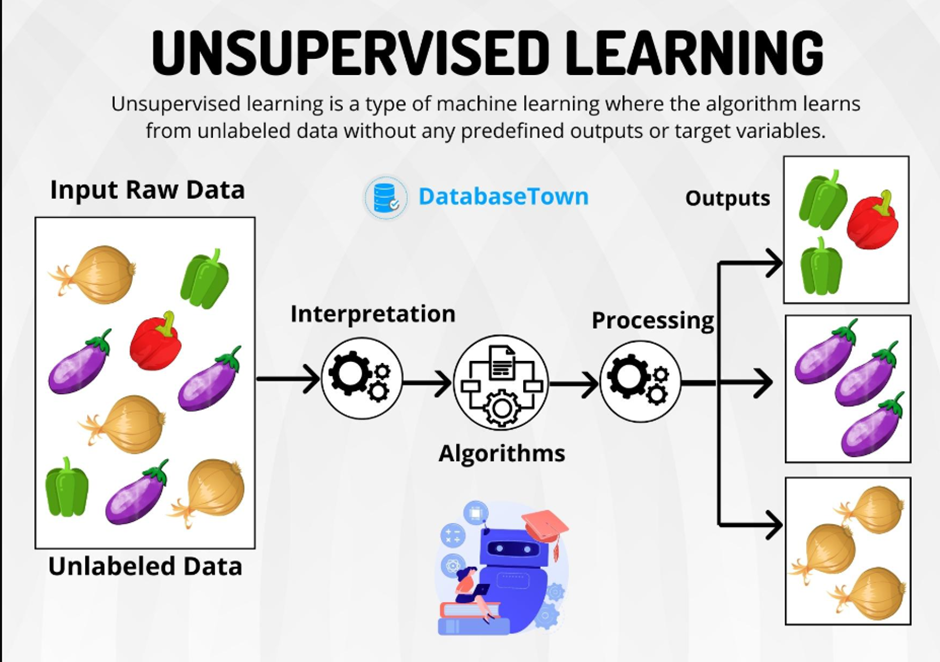 UNSUPERVISED LEARNING
Unsupervised learning is a type of machine learning where the algorithm learns
from unlabeled data without any predefined outputs or target variables.
Input Raw Data
DatabaseTown
Outputs
Interpretation
Processing
Algorithms
Unlabeled Data